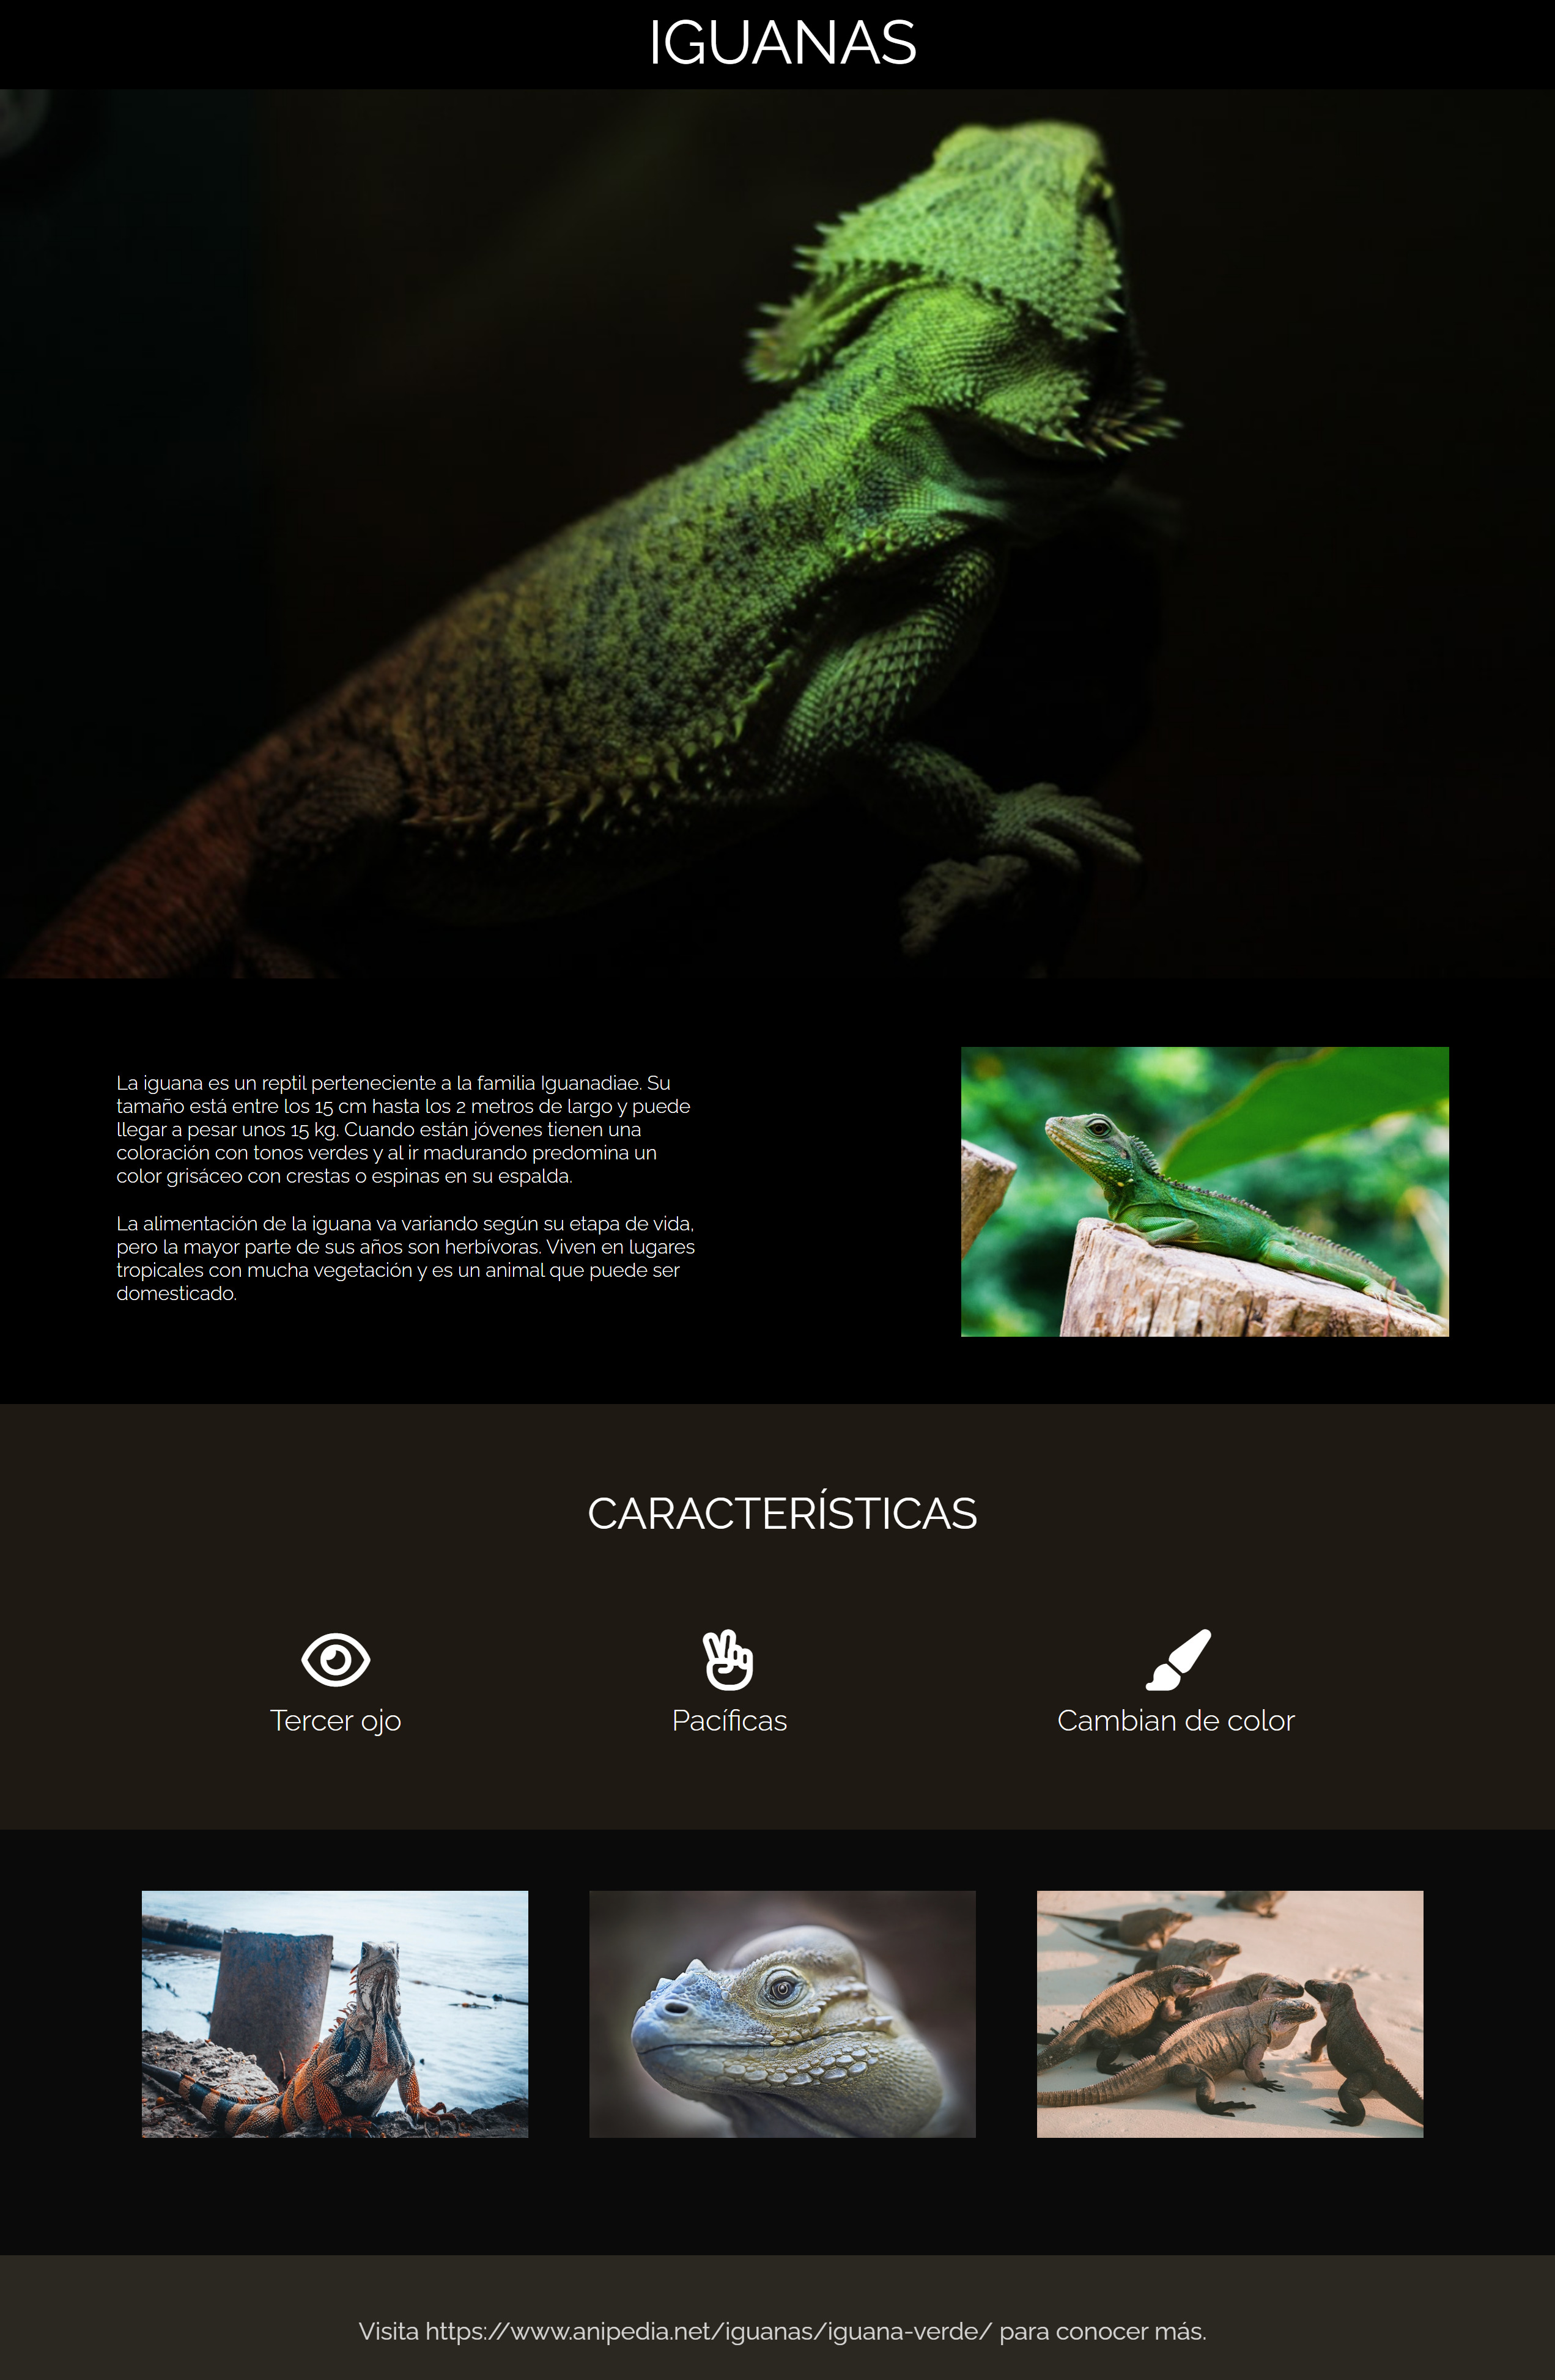 IGUANAS
La iguana es un reptil perteneciente a la familia Iguanadiae. Su
tamaño está entre los 15 cm hasta los 2 metros de largo y puede
llegar a pesar unos 15 kg. Cuando están jóvenes tienen una
coloración con tonos verdes y al ir madurando predomina un
color grisáceo con crestas o espinas en su espalda.
La alimentación de la iguana va variando según su etapa de vida,
pero la mayor parte de sus años son herbívoras. Viven en lugares
tropicales con mucha vegetación y es un animal que puede ser
domesticado.
CARACTERÍSTICAS
Tercer ojo
Pacíficas
Cambian de color
Visita https://www.anipedia.net/iguanas/iguana-verde/ para conocer más.